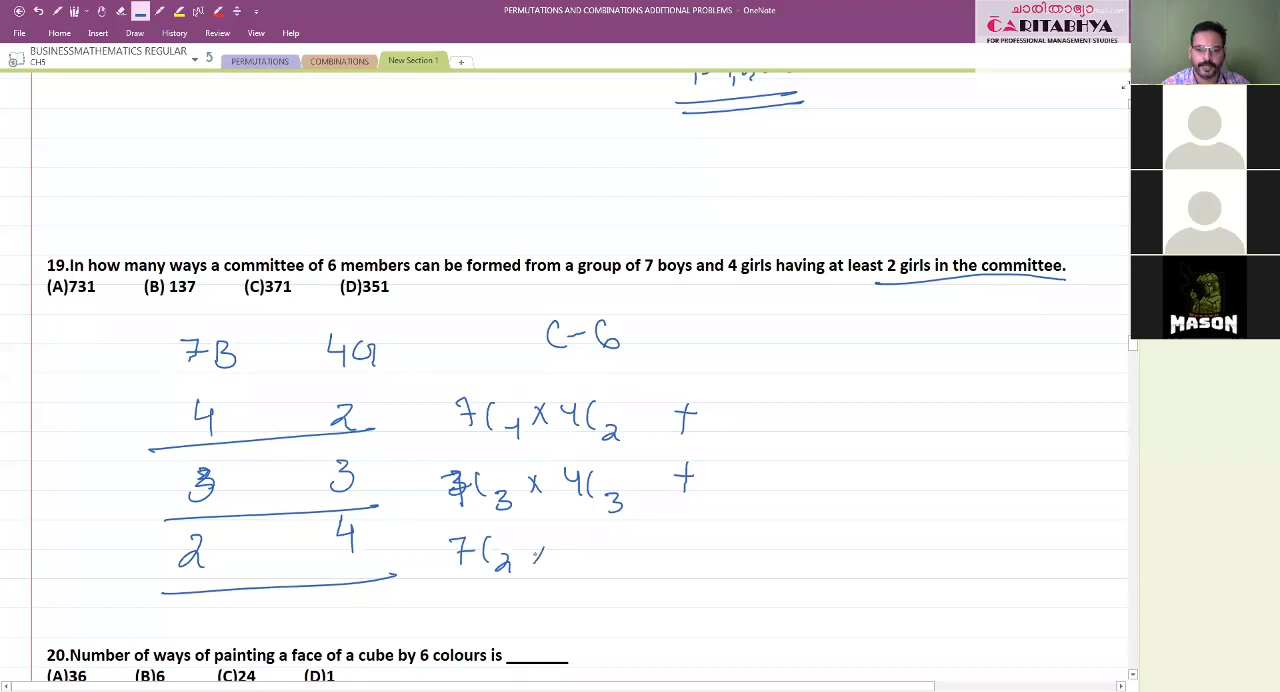 PERMUTATIONS AND COMBINATIONS ADDITIONAL PROBLEMS - OneNote
ചാരിതാഭ്യാ
CARITABHYA
FOR PROFESSIONAL MANAGEMENT STUDIES
File Home Insert Draw History Review View Help
BUSINESSMATHEMATICS REGULAR
CH5
5
PERMUTATIONS COMBINATIONS New Section 1 +
19.In how many ways a committee of 6 members can be formed from a group of 7 boys and 4 girls having at least 2 girls in the committee.
(A)731 (B) 137 (C)371 (D)351
7B 4G C-6
4 2 7C4 × 4C2 +
3 3 7C3 × 4C3 +
2 4 7C2
MASON
20.Number of ways of painting a face of a cube by 6 colours is _______
(A)36 (B)6 (C)24 (D)1